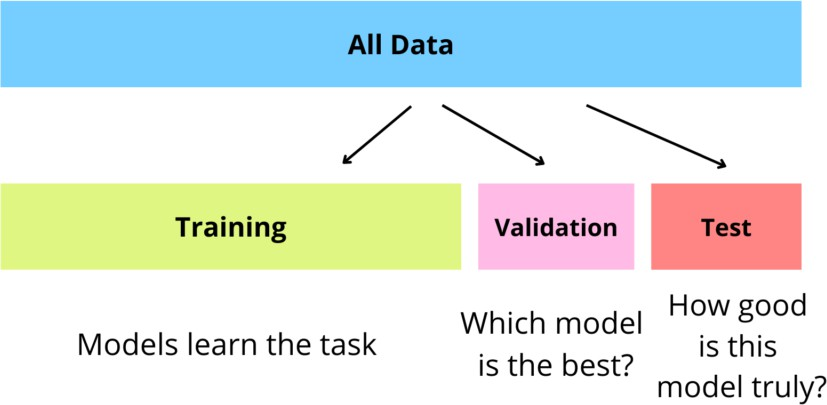 All Data
Training
Validation
Test
Models learn the task
Which model
is the best?
How good
is this
model truly?